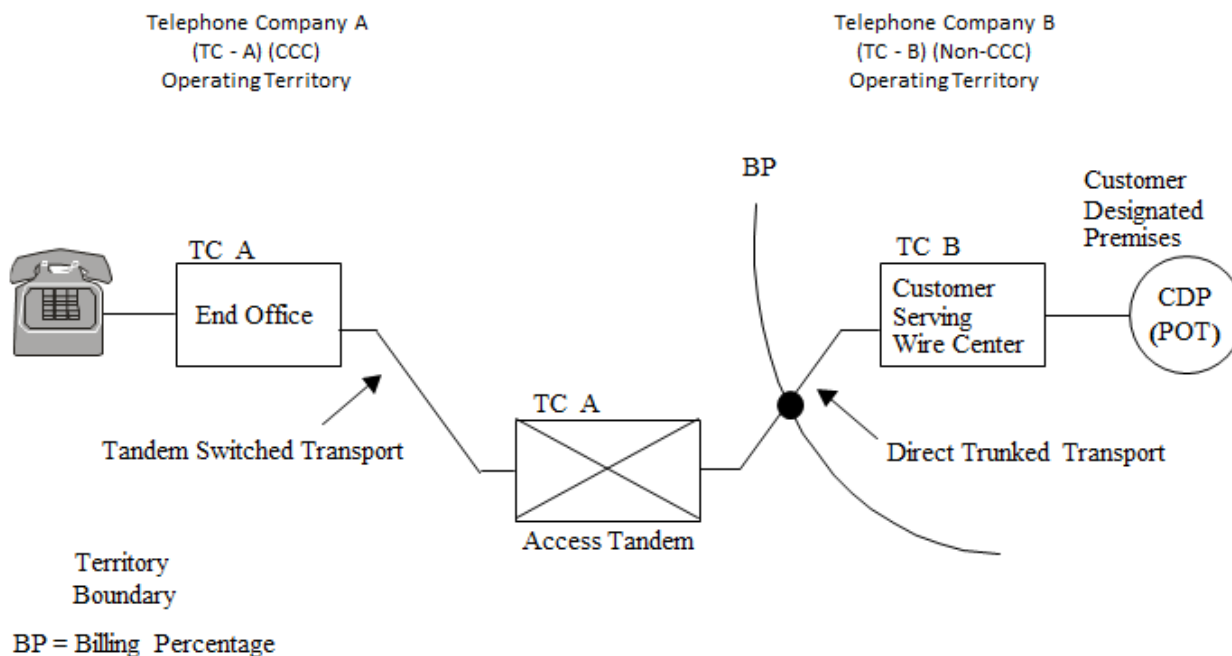 Telephone Company A
(TC - A) (CCC)
Operating Territory
Telephone Company B
(TC - B) (Non-CCC)
Operating Territory
BP
Customer
Designated
Premises
TC A
End Office
TC B
Customer
Serving
Wire Center
CDP
(POT)
TC A
Tandem Switched Transport
Direct Trunked Transport
Access Tandem
Territory
Boundary
BP = Billing Percentage